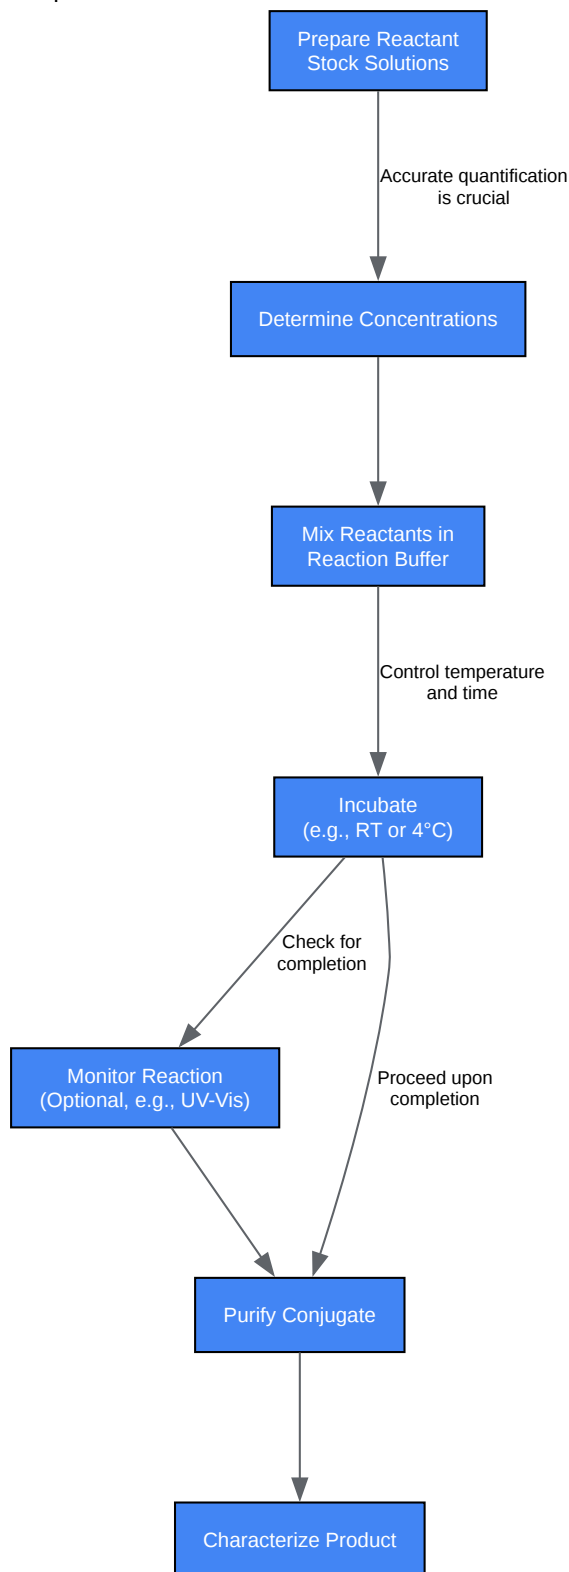 Prepare Reactant
Stock Solutions
Accurate quantification
is crucial
Determine Concentrations
Mix Reactants in
Reaction Buffer
Control temperature
and time
Incubate
(e.g., RT or 4°C)
Check for
completion
Monitor Reaction
(Optional, e.g., UV-Vis)
Proceed upon
completion
Purify Conjugate
Characterize Product